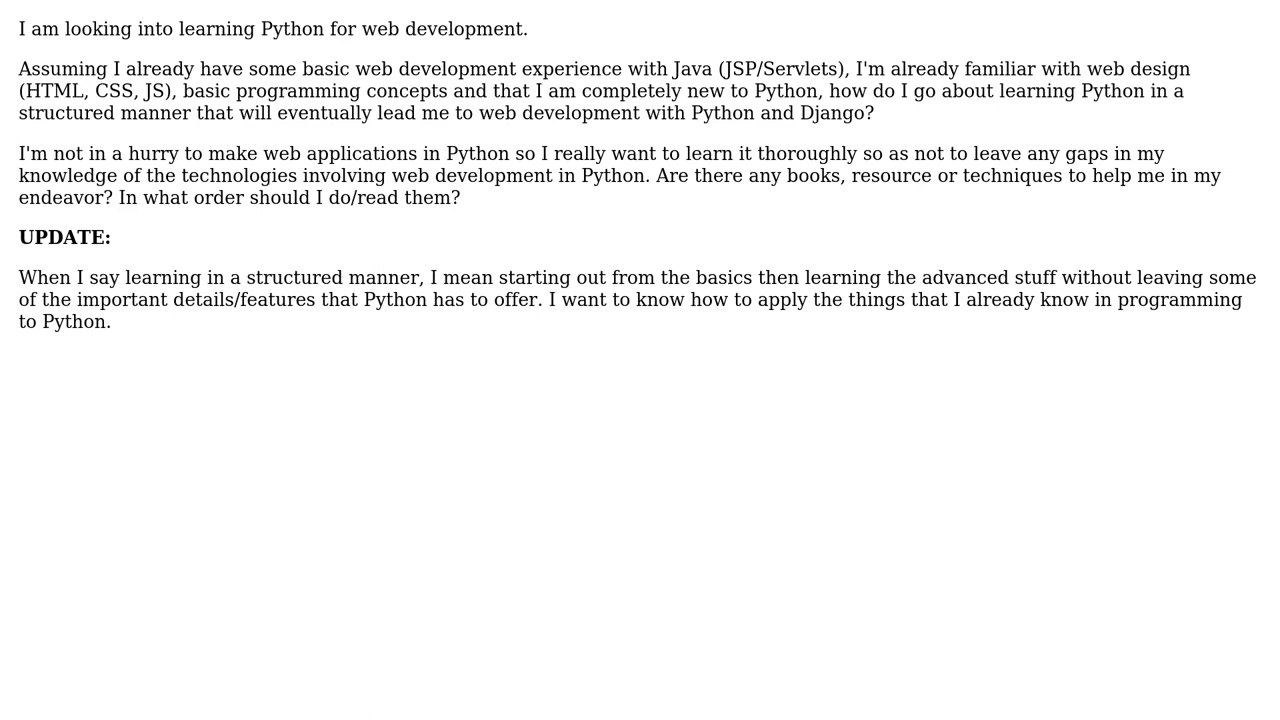 I am looking into learning Python for web development.
Assuming I already have some basic web development experience with Java (JSP/Servlets), I'm already familiar with web design
(HTML, CSS, JS), basic programming concepts and that I am completely new to Python, how do I go about learning Python in a
structured manner that will eventually lead me to web development with Python and Django?
I'm not in a hurry to make web applications in Python so I really want to learn it thoroughly so as not to leave any gaps in my
knowledge of the technologies involving web development in Python. Are there any books, resource or techniques to help me in my
endeavor? In what order should I do/read them?
UPDATE:
When I say learning in a structured manner, I mean starting out from the basics then learning the advanced stuff without leaving some
of the important details/features that Python has to offer. I want to know how to apply the things that I already know in programming
to Python.